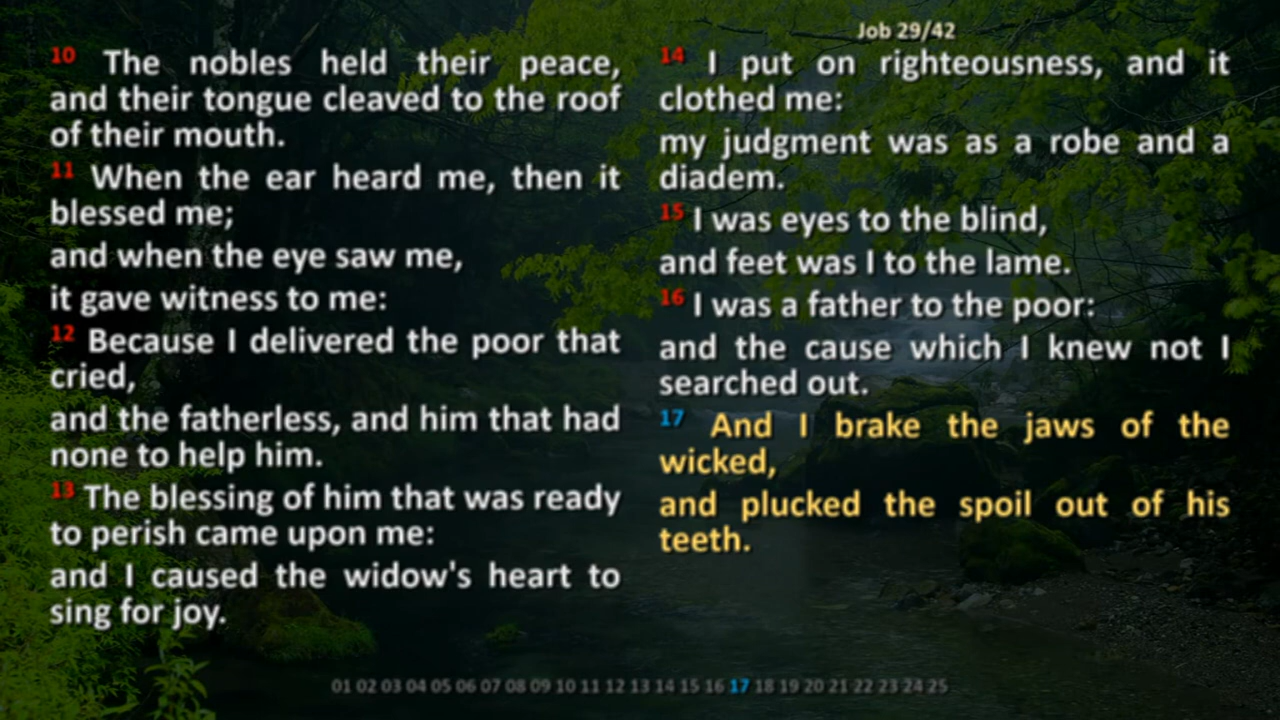 Job 29/42
10 The nobles held their peace,
and their tongue cleaved to the roof
of their mouth.
11 When the ear heard me, then it
blessed me;
and when the eye saw me,
it gave witness to me:
12 Because I delivered the poor that
cried,
and the fatherless, and him that had
none to help him.
13 The blessing of him that was ready
to perish came upon me:
and I caused the widow's heart to
sing for joy.
14 I put on righteousness, and it
clothed me:
my judgment was as a robe and a
diadem.
15 I was eyes to the blind,
and feet was I to the lame.
16 I was a father to the poor:
and the cause which I knew not I
searched out.
17 And I brake the jaws of the
wicked,
and plucked the spoil out of his
teeth.
01 02 03 04 05 06 07 08 09 10 11 12 13 14 15 16 17 18 19 20 21 22 23 24 25